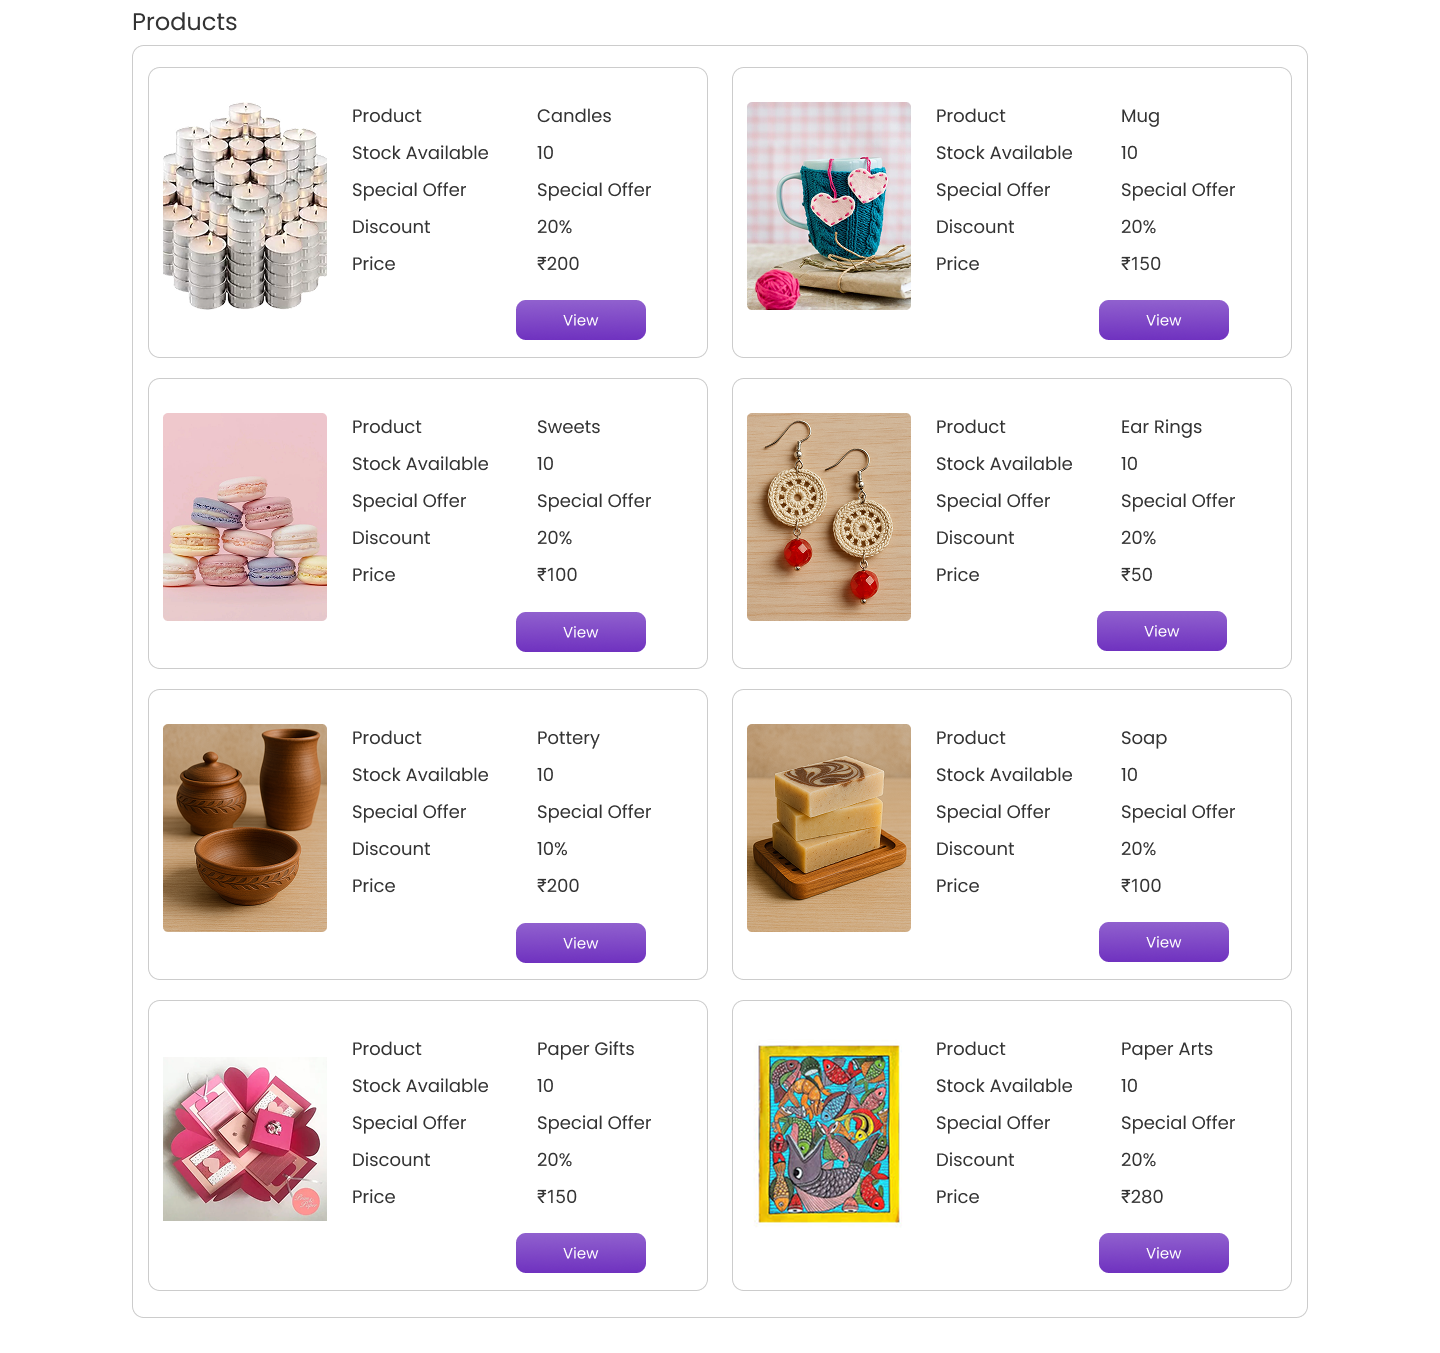 Products
Product Candles
Stock Available 10
Special Offer Special Offer
Discount 20%
Price ₹200
View
Product Mug
Stock Available 10
Special Offer Special Offer
Discount 20%
Price ₹150
View
Product Sweets
Stock Available 10
Special Offer Special Offer
Discount 20%
Price ₹100
View
Product Ear Rings
Stock Available 10
Special Offer Special Offer
Discount 20%
Price ₹50
View
Product Pottery
Stock Available 10
Special Offer Special Offer
Discount 10%
Price ₹200
View
Product Soap
Stock Available 10
Special Offer Special Offer
Discount 20%
Price ₹100
View
Product Paper Gifts
Stock Available 10
Special Offer Special Offer
Discount 20%
Price ₹150
View
Product Paper Arts
Stock Available 10
Special Offer Special Offer
Discount 20%
Price ₹280
View